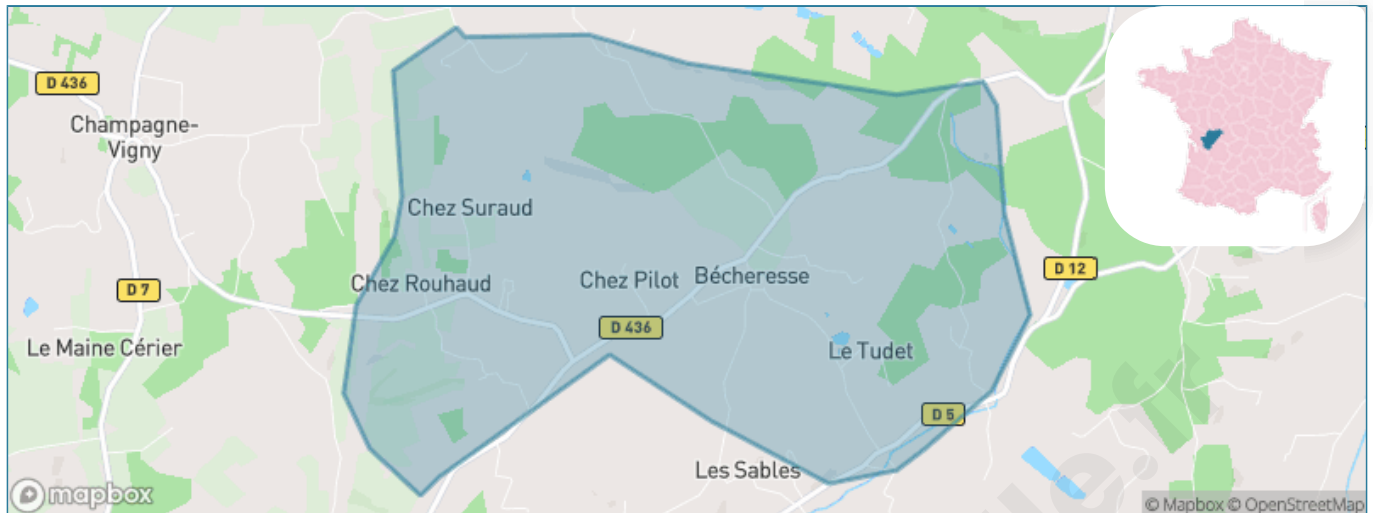 D 436
Champagne-
Vigny
Chez Suraud
Chez Rouhaud
Chez Pilot
Bécheresse
D 12
D 7
D 436
Le Maine Cérier
Le Tudet
D 5
Les Sables
mapbox
© Mapbox © OpenStreetMap